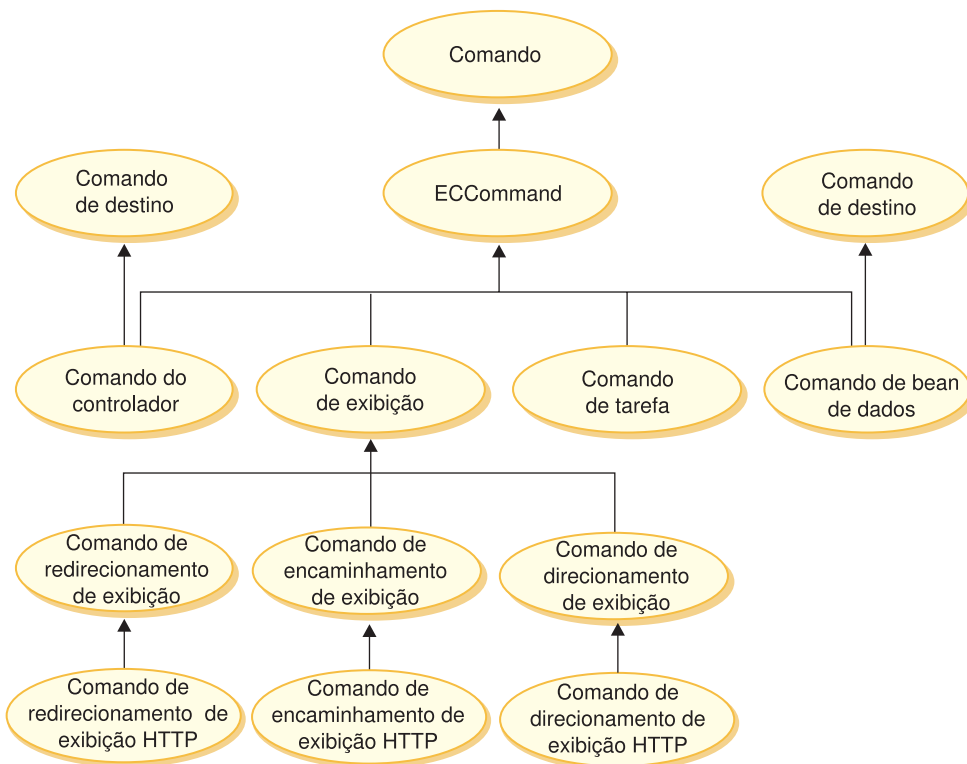 Comando
Comando
de destino
ECCommand
Comando
de destino
Comando do
controlador
Comando
de exibição
Comando
de tarefa
Comando de bean
de dados
Comando de
redirecionamento
de exibição
Comando de
encaminhamento
de exibição
Comando de
direcionamento
de exibição
Comando de
redirecionamento de
exibição HTTP
Comando de
encaminhamento de
exibição HTTP
Comando de
direcionamento de
exibição HTTP